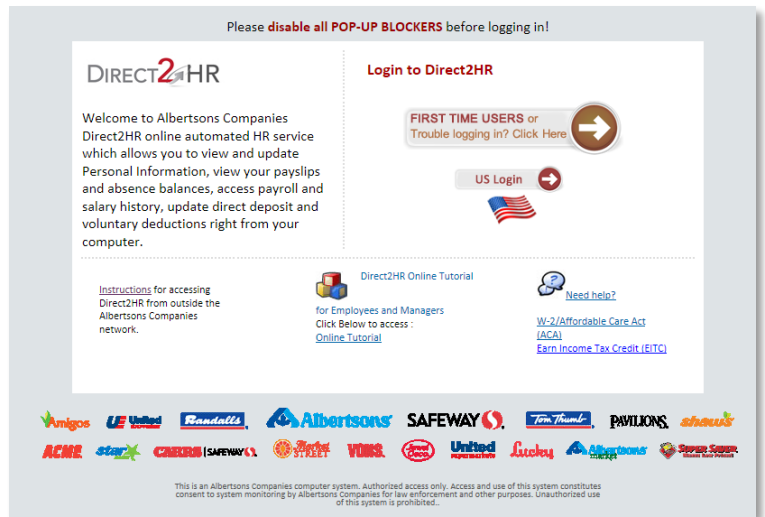 Please disable all POP-UP BLOCKERS before logging in!
DIRECT2HR
Welcome to Albertsons Companies
Direct2HR online automated HR service
which allows you to view and update
Personal Information, view your payslips
and absence balances, access payroll and
salary history, update direct deposit and
voluntary deductions right from your
computer.
Login to Direct2HR
FIRST TIME USERS or
Trouble logging in? Click Here
US Login
Instructions for accessing
Direct2HR from outside the
Albertsons Companies
network.
Direct2HR Online Tutorial
for Employees and Managers
Click Below to access :
Online Tutorial
Need help?
W-2/Affordable Care Act
(ACA)
Earn Income Tax Credit (EITC)
Amigos United Randalls Albertsons SAFEWAY Tom Thumb PAVILIONS shaw's
ACME star CARRS SAFEWAY Market STREET VONS Jewel Osco United supermarkets Lucky Albertsons market SUPER SAVER
This is an Albertsons Companies computer system. Authorized access only. Access and use of this system constitutes
consent to system monitoring by Albertsons Companies for law enforcement and other purposes. Unauthorized use
of this system is prohibited..